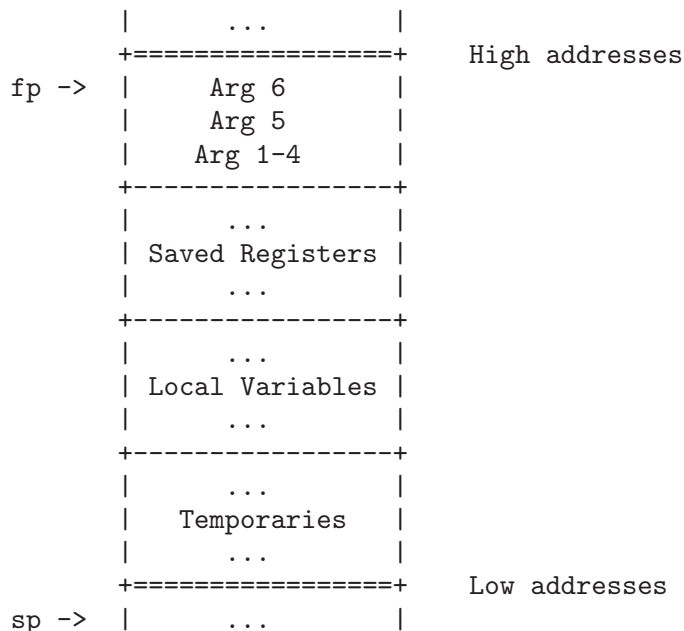 | ... |
+=================+ High addresses
fp -> | Arg 6 |
| Arg 5 |
| Arg 1-4 |
+-----------------+
| ... |
| Saved Registers |
| ... |
+-----------------+
| ... |
| Local Variables |
| ... |
+-----------------+
| ... |
| Temporaries |
| ... |
+=================+ Low addresses
sp -> | ... |